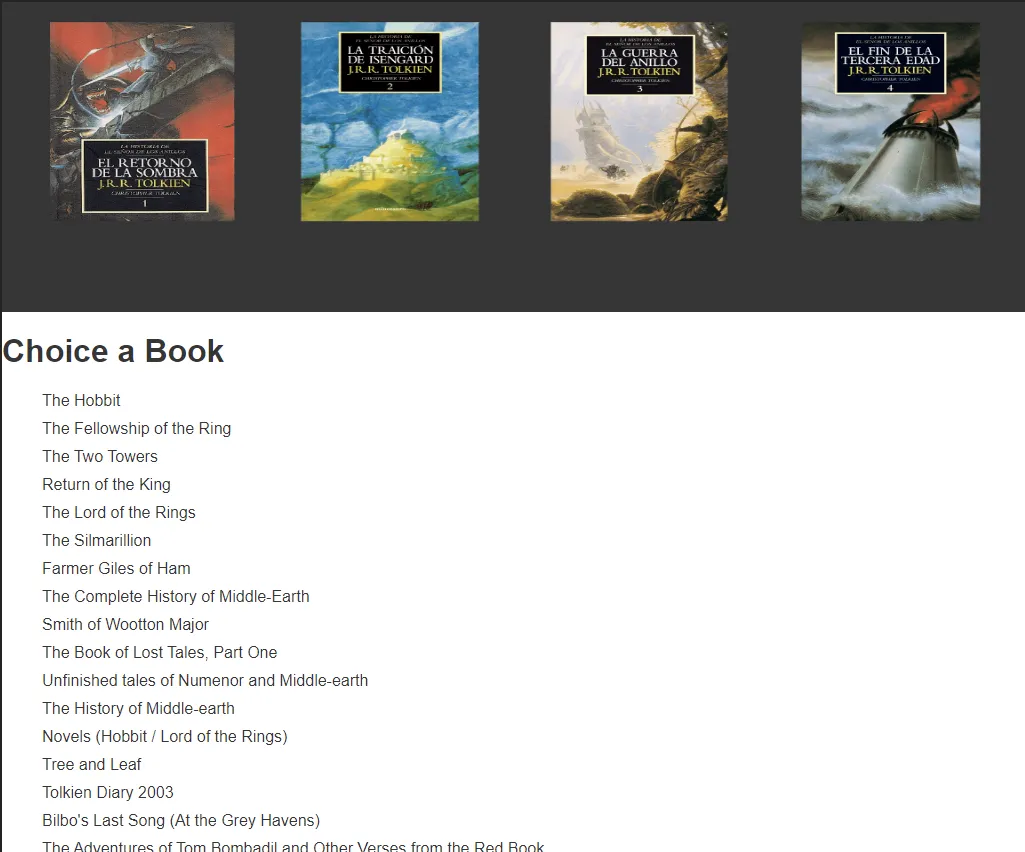 LA HISTORIA DE
EL SEÑOR DE LOS ANILLOS
EL RETORNO
DE LA SOMBRA
J.R.R. TOLKIEN
CHRISTOPHER TOLKIEN
1
LA HISTORIA DE
EL SEÑOR DE LOS ANILLOS
LA TRAICIÓN
DE ISENGARD
J.R.R. TOLKIEN
CHRISTOPHER TOLKIEN
2
LA HISTORIA DE
EL SEÑOR DE LOS ANILLOS
LA GUERRA
DEL ANILLO
J.R.R. TOLKIEN
CHRISTOPHER TOLKIEN
3
LA HISTORIA DE
EL SEÑOR DE LOS ANILLOS
EL FIN DE LA
TERCERA EDAD
J.R.R. TOLKIEN
CHRISTOPHER TOLKIEN
4
Choice a Book
The Hobbit
The Fellowship of the Ring
The Two Towers
Return of the King
The Lord of the Rings
The Silmarillion
Farmer Giles of Ham
The Complete History of Middle-Earth
Smith of Wootton Major
The Book of Lost Tales, Part One
Unfinished tales of Numenor and Middle-earth
The History of Middle-earth
Novels (Hobbit / Lord of the Rings)
Tree and Leaf
Tolkien Diary 2003
Bilbo's Last Song (At the Grey Havens)
The Adventures of Tom Bombadil and Other Verses from the Red Book